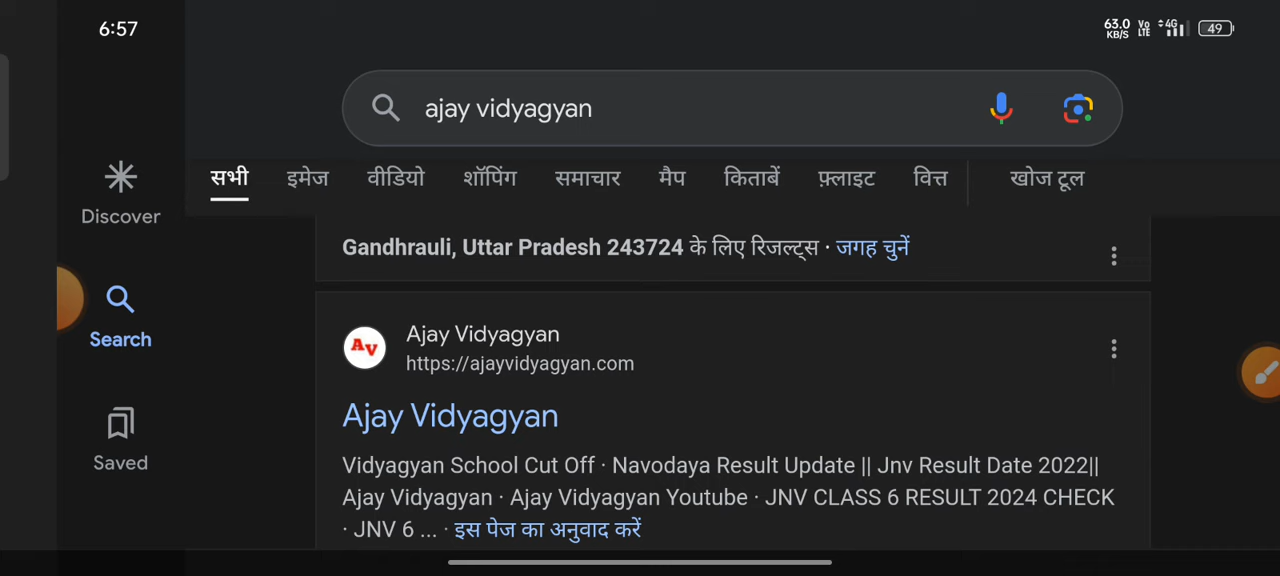 6:57
63.0 KB/S Vo LTE 4G 49
ajay vidyagyan
सभी इमेज वीडियो शॉपिंग समाचार मैप किताबें फ़्लाइट वित्त खोज टूल
Discover
Gandhrauli, Uttar Pradesh 243724 के लिए रिजल्ट्स · जगह चुनें
Search
AV
Ajay Vidyagyan
https://ajayvidyagyan.com
Ajay Vidyagyan
Saved
Vidyagyan School Cut Off · Navodaya Result Update || Jnv Result Date 2022||
Ajay Vidyagyan · Ajay Vidyagyan Youtube · JNV CLASS 6 RESULT 2024 CHECK
· JNV 6 ... · इस पेज का अनुवाद करें